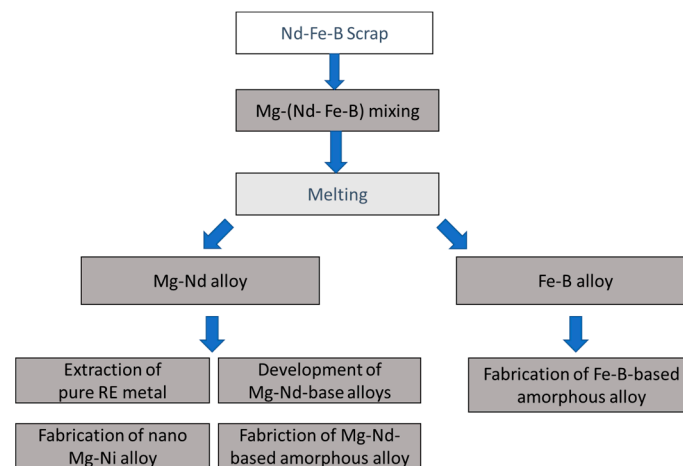 Nd-Fe-B Scrap
Mg-(Nd- Fe-B) mixing
Melting
Mg-Nd alloy
Fe-B alloy
Extraction of
pure RE metal
Development of
Mg-Nd-base alloys
Fabrication of Fe-B-based
amorphous alloy
Fabrication of nano
Mg-Ni alloy
Fabriction of Mg-Nd-
based amorphous alloy